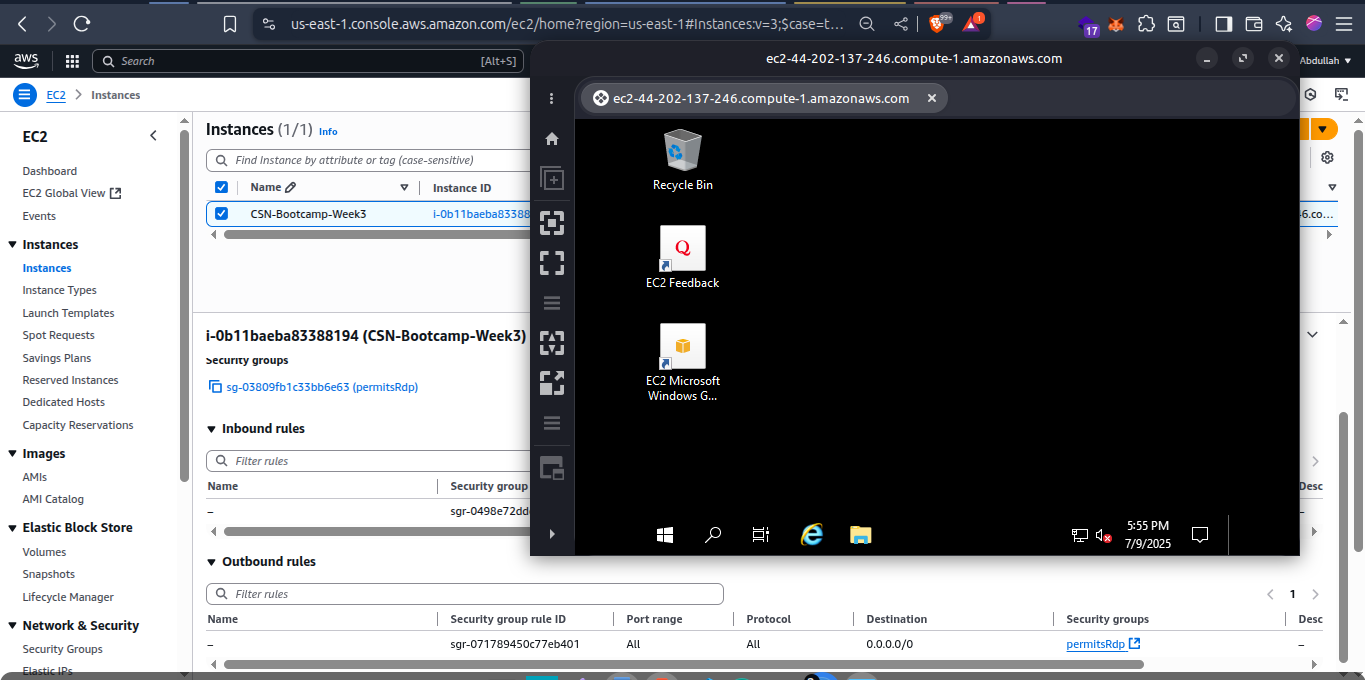 us-east-1.console.aws.amazon.com/ec2/home?region=us-east-1#Instances:v=3;$case=t...
99+
1
17
aws
Search
[Alt+S]
Abdullah
EC2
Instances
EC2
Dashboard
EC2 Global View
Events
Instances
Instances
Instance Types
Launch Templates
Spot Requests
Savings Plans
Reserved Instances
Dedicated Hosts
Capacity Reservations
Images
AMIs
AMI Catalog
Elastic Block Store
Volumes
Snapshots
Lifecycle Manager
Network & Security
Security Groups
Elastic IPs
Instances (1/1) Info
Find Instance by attribute or tag (case-sensitive)
Name
Instance ID
CSN-Bootcamp-Week3
i-0b11baeba83388
6.co...
i-0b11baeba83388194 (CSN-Bootcamp-Week3)
Security groups
sg-03809fb1c33bb6e63 (permitsRdp)
Inbound rules
Filter rules
Name
Security group
Desc
–
sgr-0498e72dd
–
Outbound rules
Filter rules
1
Name
Security group rule ID
Port range
Protocol
Destination
Security groups
Desc
–
sgr-071789450c77eb401
All
All
0.0.0.0/0
permitsRdp
–
ec2-44-202-137-246.compute-1.amazonaws.com
ec2-44-202-137-246.compute-1.amazonaws.com
Recycle Bin
Q
EC2 Feedback
EC2 Microsoft
Windows G...
5:55 PM
7/9/2025